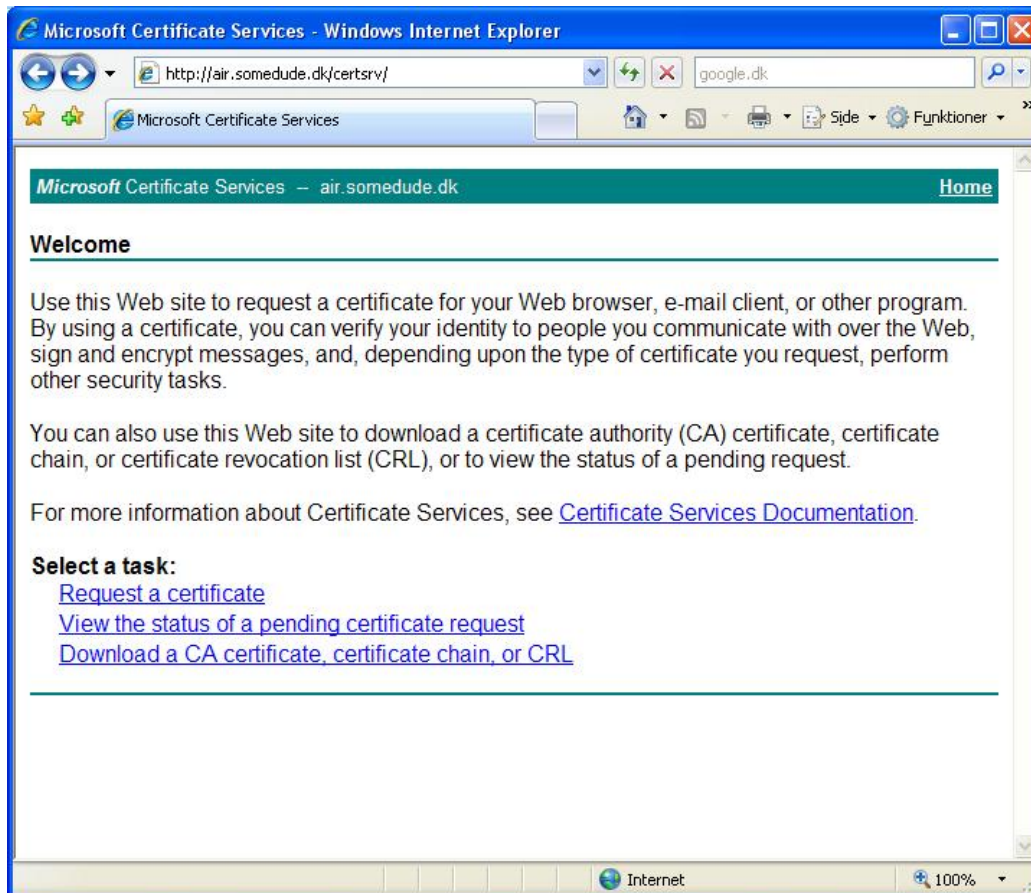 Microsoft Certificate Services - Windows Internet Explorer
http://air.somedude.dk/certsrv/
google.dk
Microsoft Certificate Services
Side
Funktioner
Microsoft Certificate Services -- air.somedude.dk
Home
Welcome
Use this Web site to request a certificate for your Web browser, e-mail client, or other program.
By using a certificate, you can verify your identity to people you communicate with over the Web,
sign and encrypt messages, and, depending upon the type of certificate you request, perform
other security tasks.
You can also use this Web site to download a certificate authority (CA) certificate, certificate
chain, or certificate revocation list (CRL), or to view the status of a pending request.
For more information about Certificate Services, see Certificate Services Documentation.
Select a task:
Request a certificate
View the status of a pending certificate request
Download a CA certificate, certificate chain, or CRL
Internet
100%